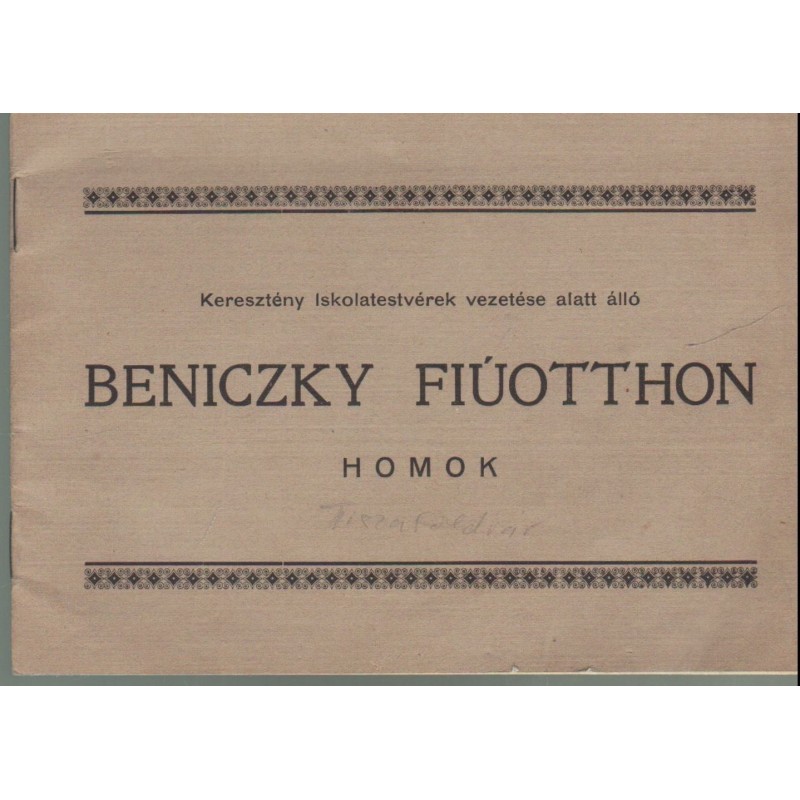 Keresztény Iskolatestvérek vezetése alatt álló
BENICZKY FIÚOTTHON
HOMOK
Tiszaföldvár